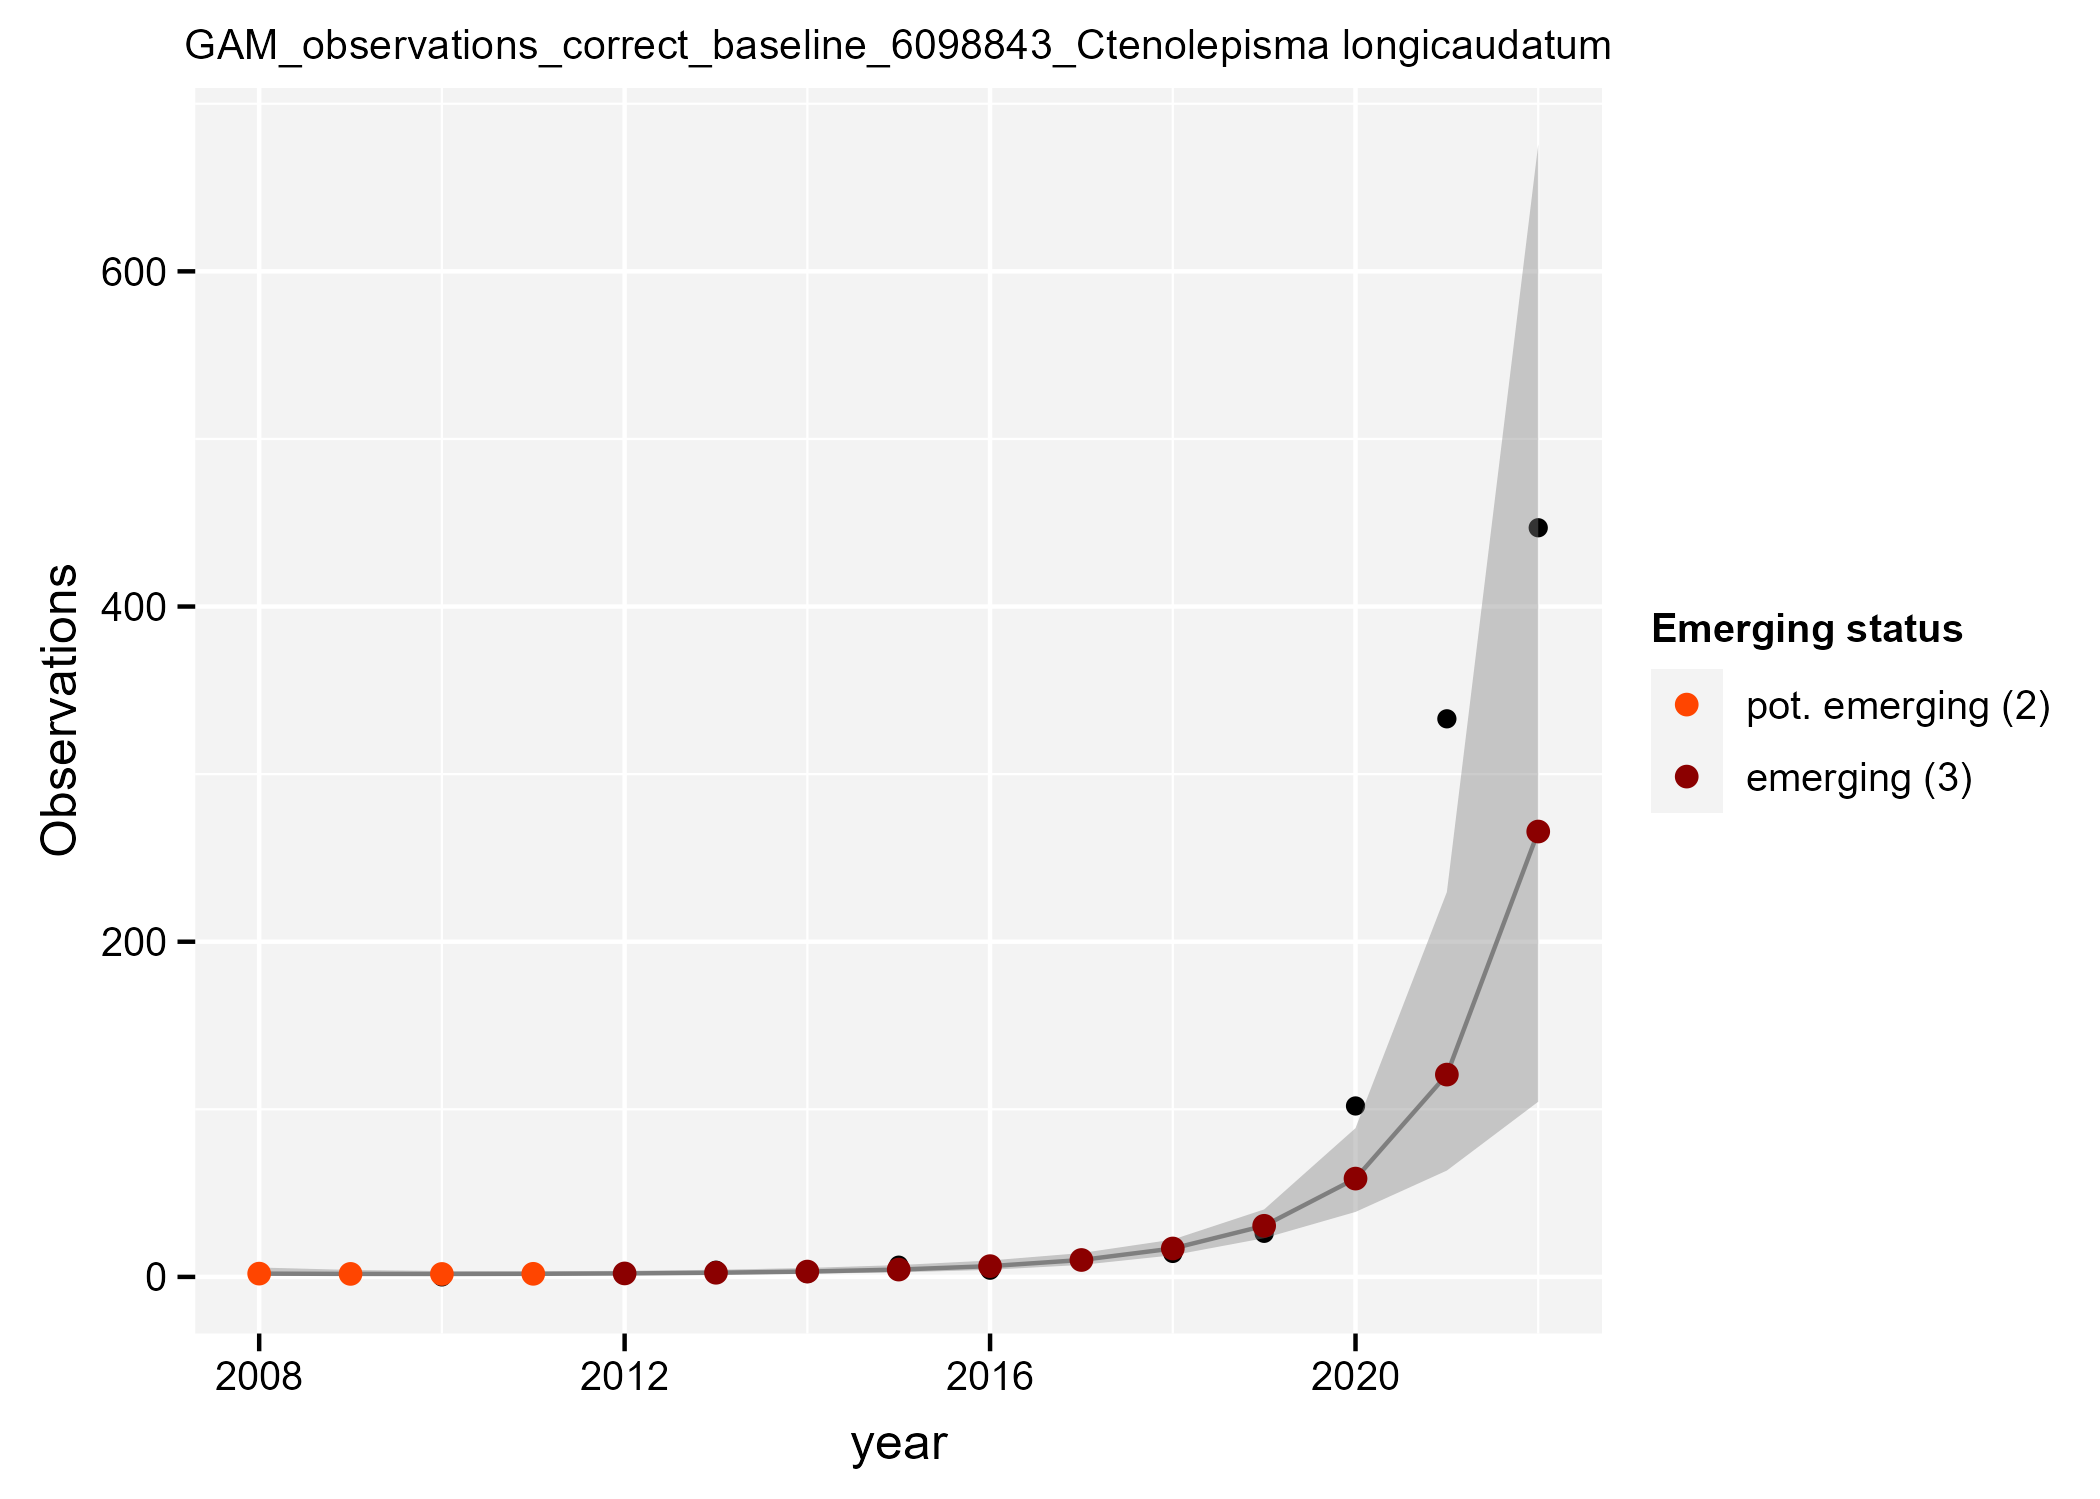 GAM_observations_correct_baseline_6098843_Ctenolepisma longicaudatum
Observations
600
400
200
0
2008 2012 2016 2020
year
Emerging status
pot. emerging (2)
emerging (3)